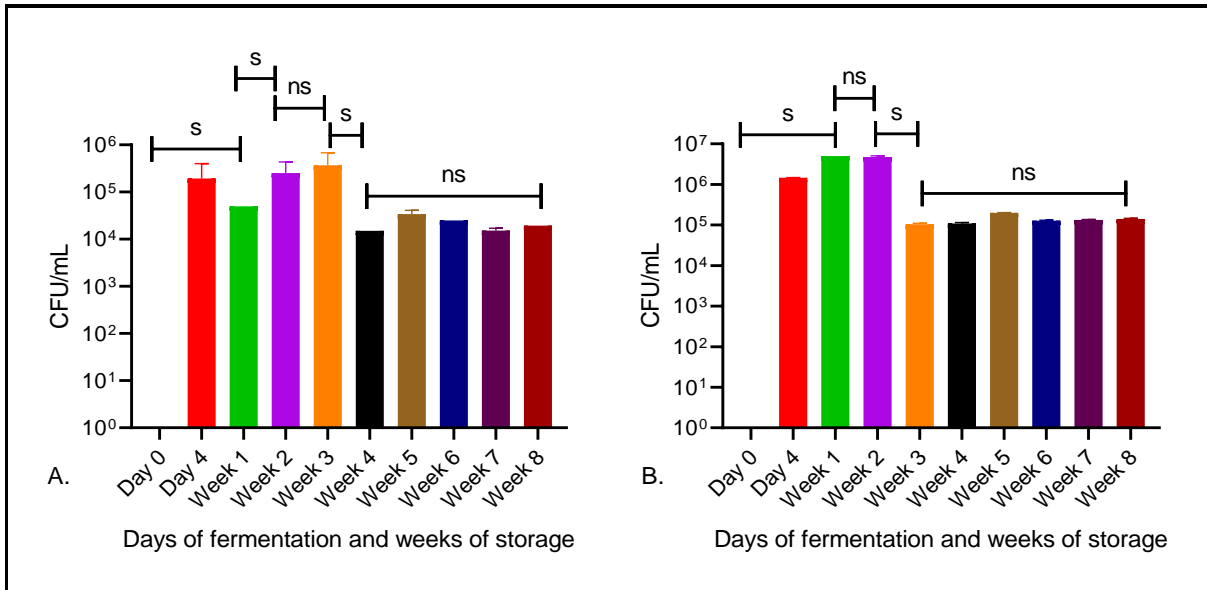 s
ns
s
s
ns
CFU/mL
10⁶
10⁵
10⁴
10³
10²
10¹
10⁰
Day 0
Day 4
Week 1
Week 2
Week 3
Week 4
Week 5
Week 6
Week 7
Week 8
A.
Days of fermentation and weeks of storage
ns
s
s
ns
CFU/mL
10⁷
10⁶
10⁵
10⁴
10³
10²
10¹
10⁰
Day 0
Day 4
Week 1
Week 2
Week 3
Week 4
Week 5
Week 6
Week 7
Week 8
B.
Days of fermentation and weeks of storage